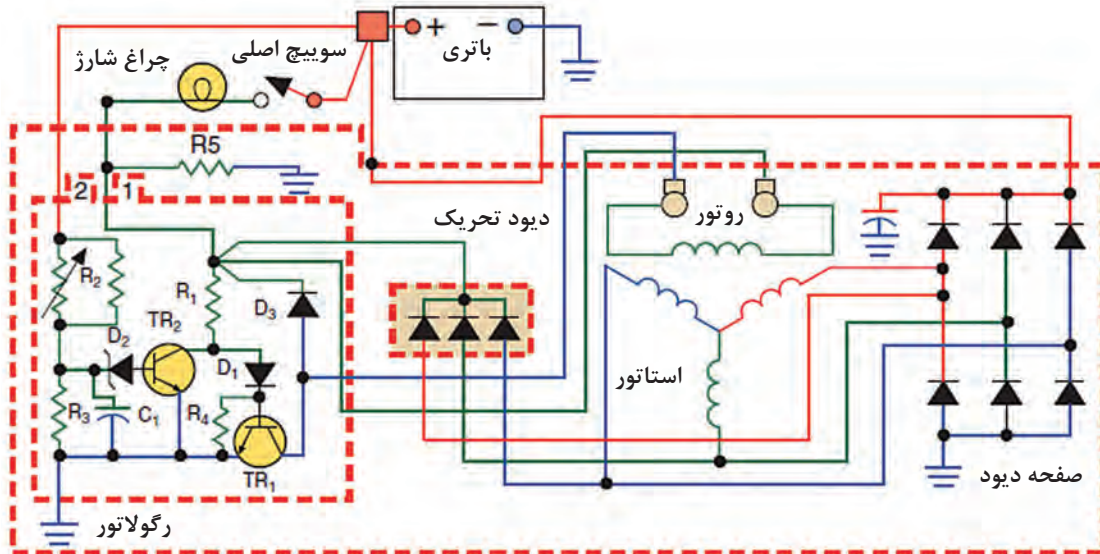 باتری
+ −
سوییچ اصلی
چراغ شارژ
R5
2 1
روتور
دیود تحریک
R2
R1
D3
TR2
D2
D1
استاتور
R3
C1
R4
TR1
صفحه دیود
رگولاتور